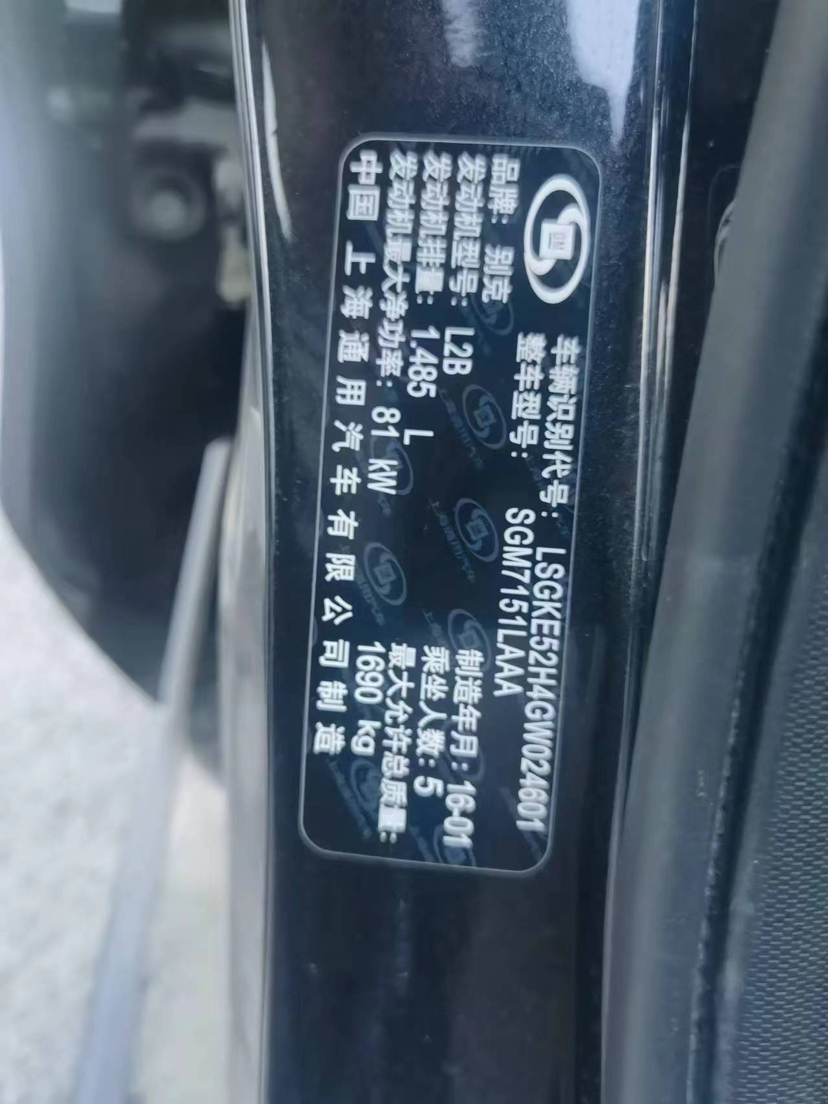 车辆识别代号: LSGKE52H4GW024601
整车型号: SGM7151LAAA
品牌: 别克
发动机型号: L2B 制造年月: 16-01
发动机排量: 1.485 L 乘坐人数: 5
发动机最大净功率: 81 kW 最大允许总质量: 1690 kg
中国 上海通用汽车有限公司制造